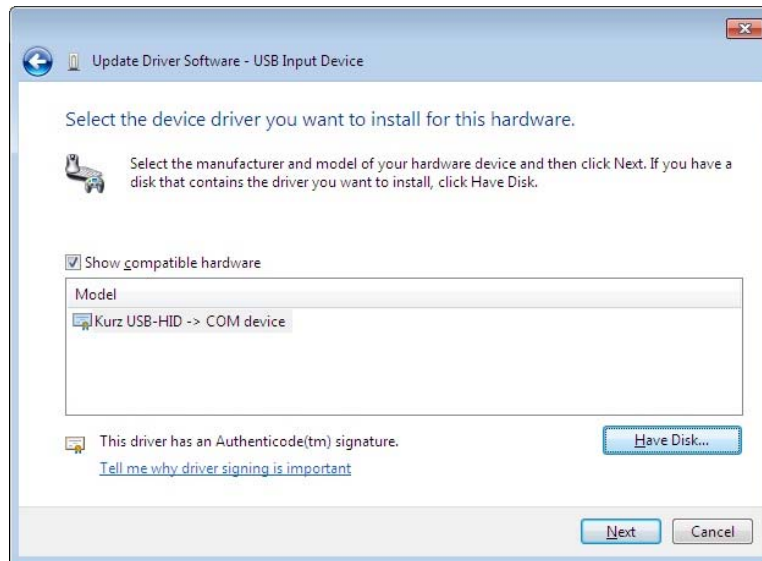 Update Driver Software - USB Input Device
Select the device driver you want to install for this hardware.
Select the manufacturer and model of your hardware device and then click Next. If you have a
disk that contains the driver you want to install, click Have Disk.
Show compatible hardware
Model
Kurz USB-HID -> COM device
This driver has an Authenticode(tm) signature.
Have Disk...
Tell me why driver signing is important
Next
Cancel